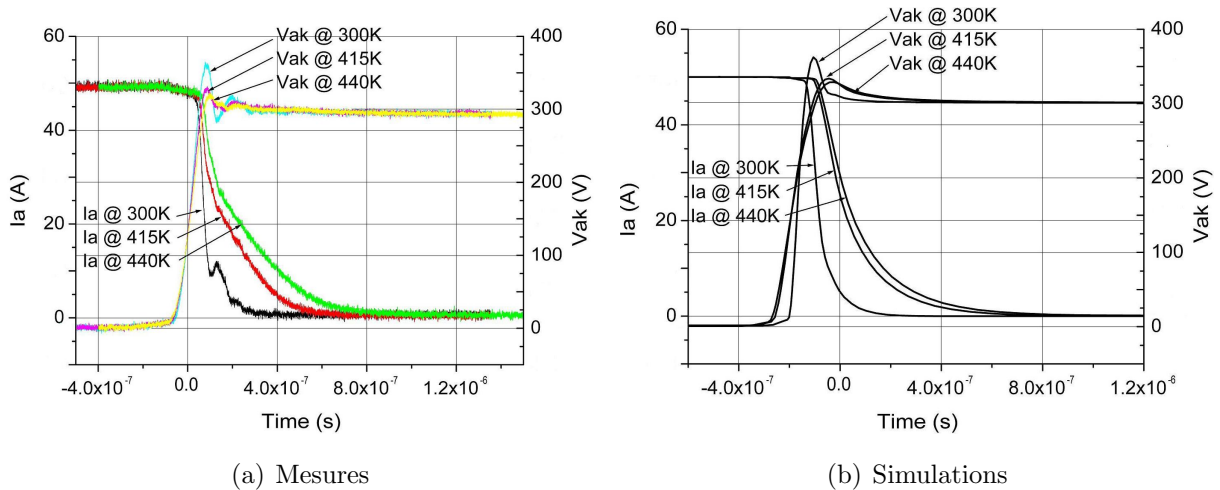 60
40
20
0
400
300
200
100
0
Ia (A)
Vak (V)
Vak @ 300K
Vak @ 415K
Vak @ 440K
Ia @ 300K
Ia @ 415K
Ia @ 440K
-4.0x10⁻⁷
0.0
4.0x10⁻⁷
8.0x10⁻⁷
1.2x10⁻⁶
Time (s)
(a) Mesures
60
40
20
0
400
300
200
100
0
Ia (A)
Vak (V)
Vak @ 300K
Vak @ 415K
Vak @ 440K
Ia @ 300K
Ia @ 415K
Ia @ 440K
-4.0x10⁻⁷
0.0
4.0x10⁻⁷
8.0x10⁻⁷
1.2x10⁻⁶
Time (s)
(b) Simulations